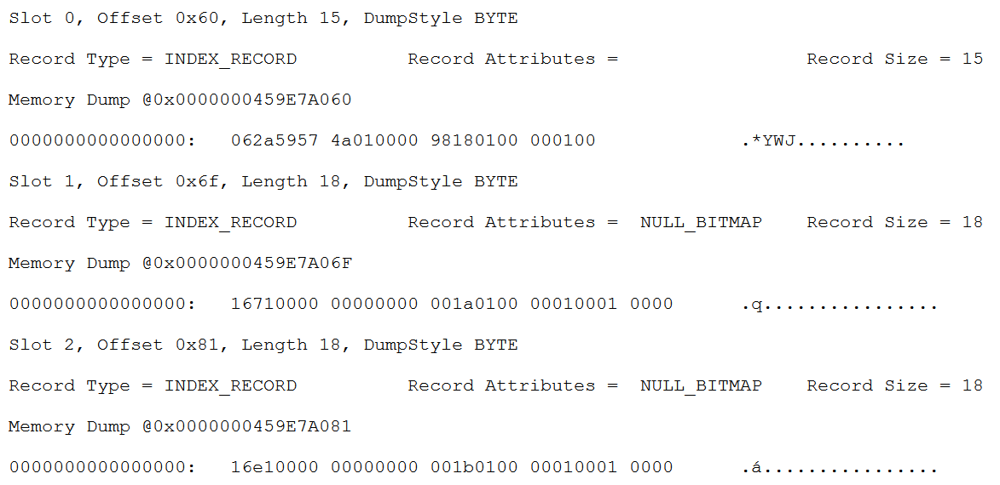 Slot 0, Offset 0x60, Length 15, DumpStyle BYTE
Record Type = INDEX_RECORD Record Attributes = Record Size = 15
Memory Dump @0x0000000459E7A060
0000000000000000: 062a5957 4a010000 98180100 000100 .*YWJ..........
Slot 1, Offset 0x6f, Length 18, DumpStyle BYTE
Record Type = INDEX_RECORD Record Attributes = NULL_BITMAP Record Size = 18
Memory Dump @0x0000000459E7A06F
0000000000000000: 16710000 00000000 001a0100 00010001 0000 .q................
Slot 2, Offset 0x81, Length 18, DumpStyle BYTE
Record Type = INDEX_RECORD Record Attributes = NULL_BITMAP Record Size = 18
Memory Dump @0x0000000459E7A081
0000000000000000: 16e10000 00000000 001b0100 00010001 0000 .á................